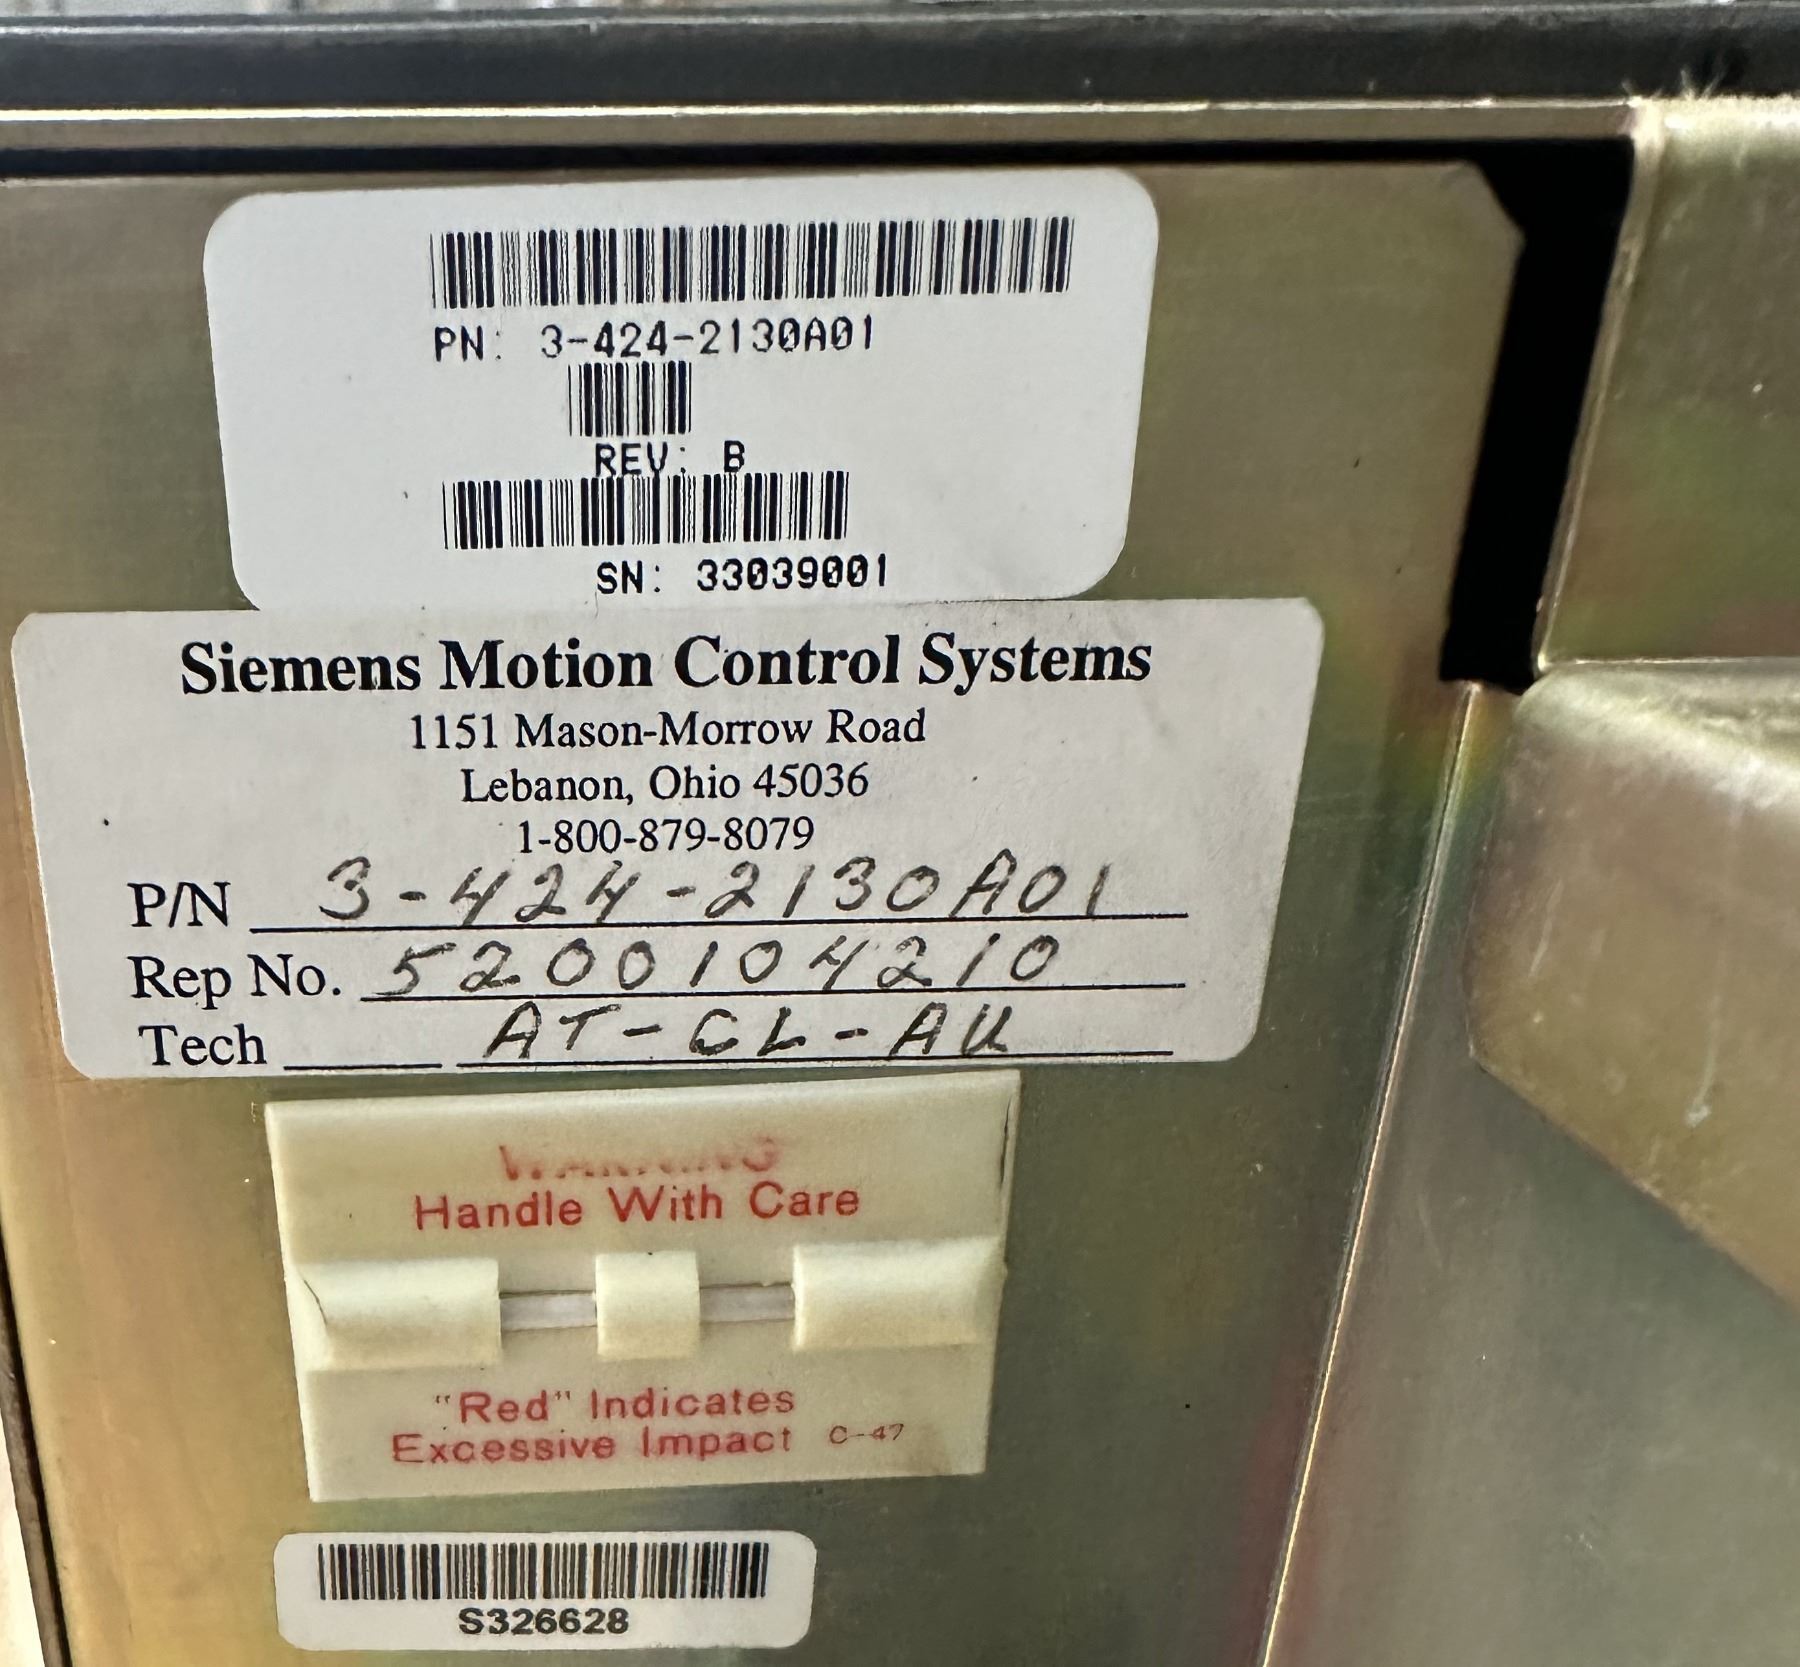 PN: 3-424-2130A01
REV: B
SN: 33039001
Siemens Motion Control Systems
1151 Mason-Morrow Road
Lebanon, Ohio 45036
1-800-879-8079
P/N 3-424-2130A01
Rep No. 5200104210
Tech AT-CL-AU
WARNING
Handle With Care
"Red" Indicates
Excessive Impact C-47
S326628